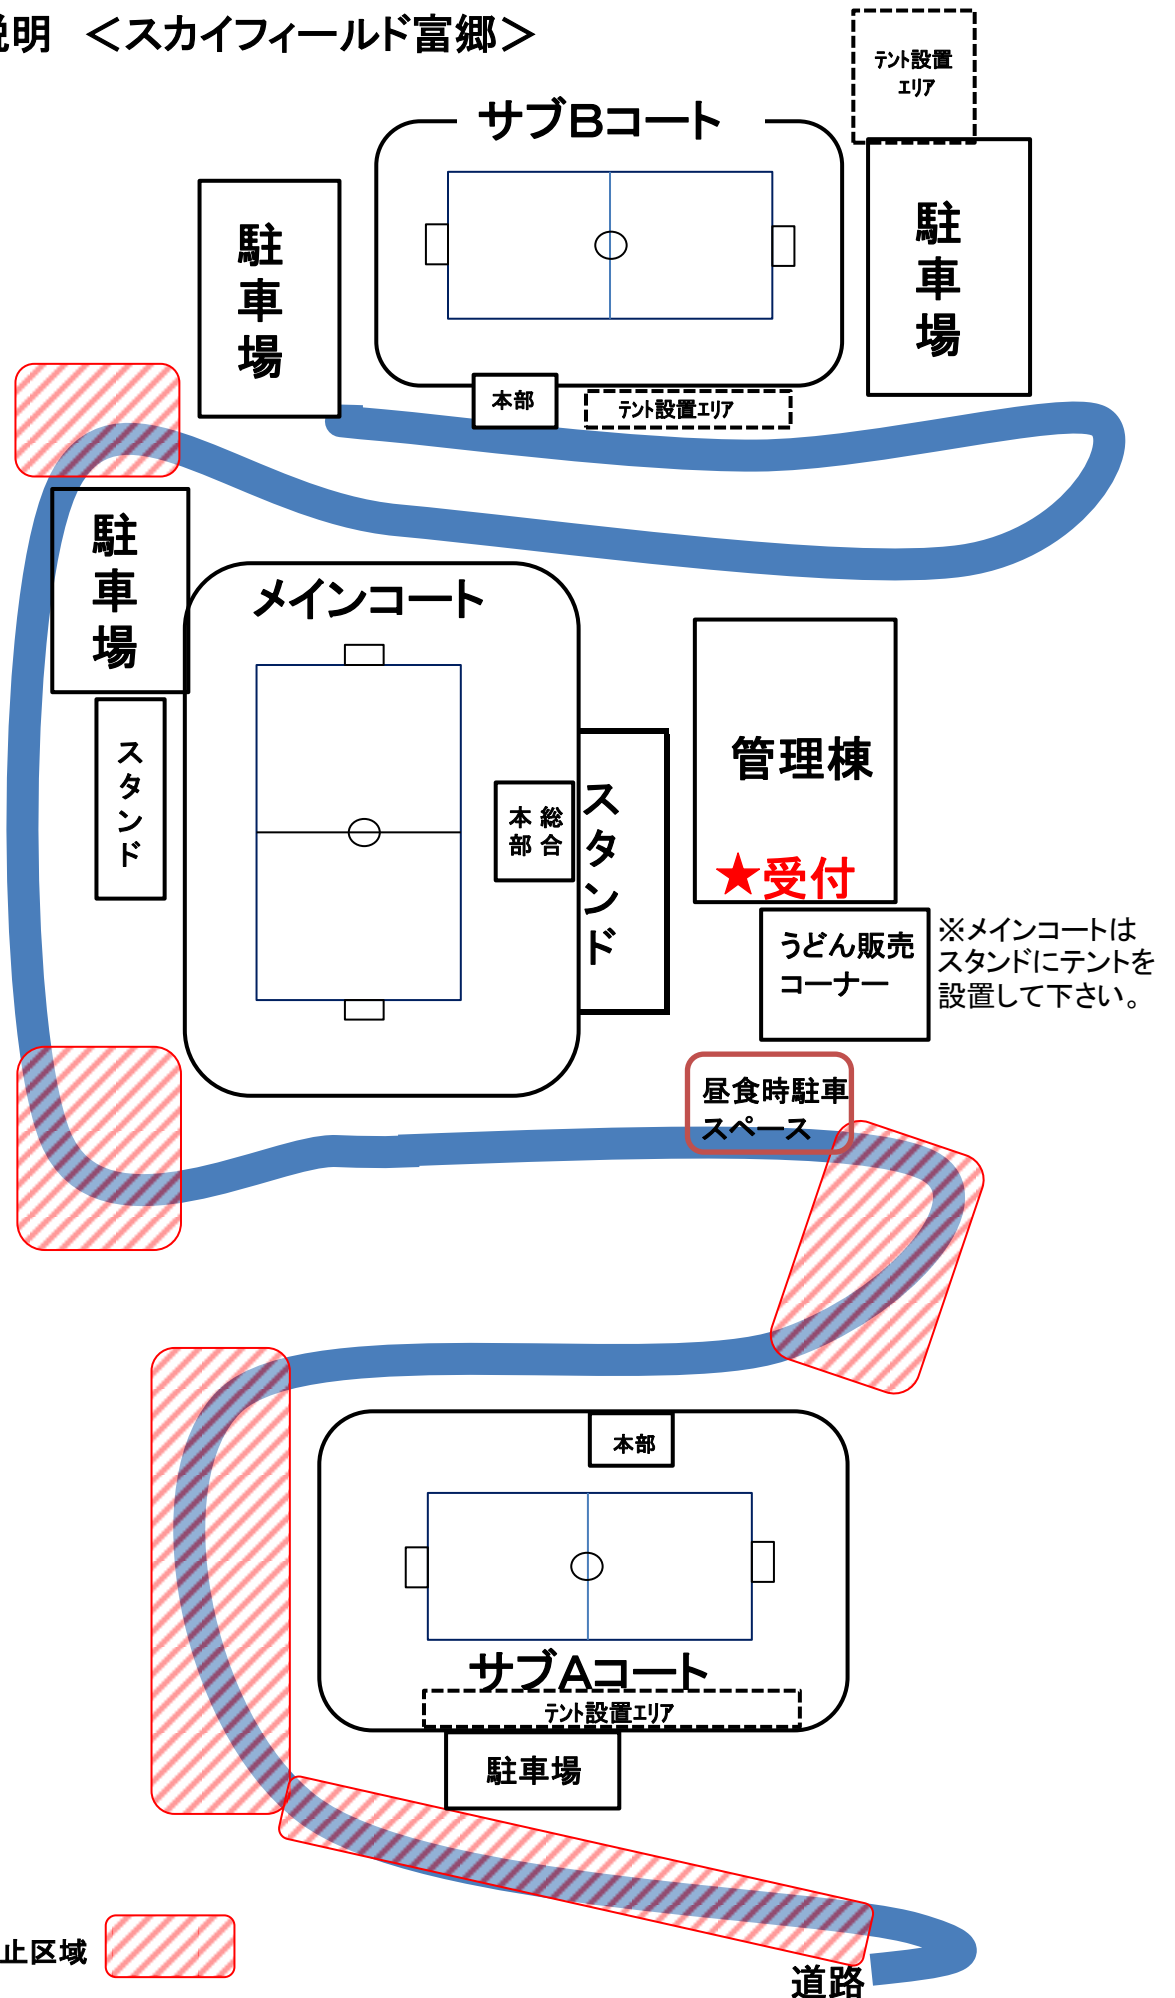 説明　＜スカイフィールド富郷＞
テント設置
エリア
サブBコート
駐車場
駐車場
本部
テント設置エリア
駐車場
メインコート
スタンド
総合
本部
スタンド
管理棟
★受付
うどん販売
コーナー
※メインコートは
スタンドにテントを
設置して下さい。
昼食時駐車
スペース
本部
サブAコート
テント設置エリア
駐車場
止区域
道路